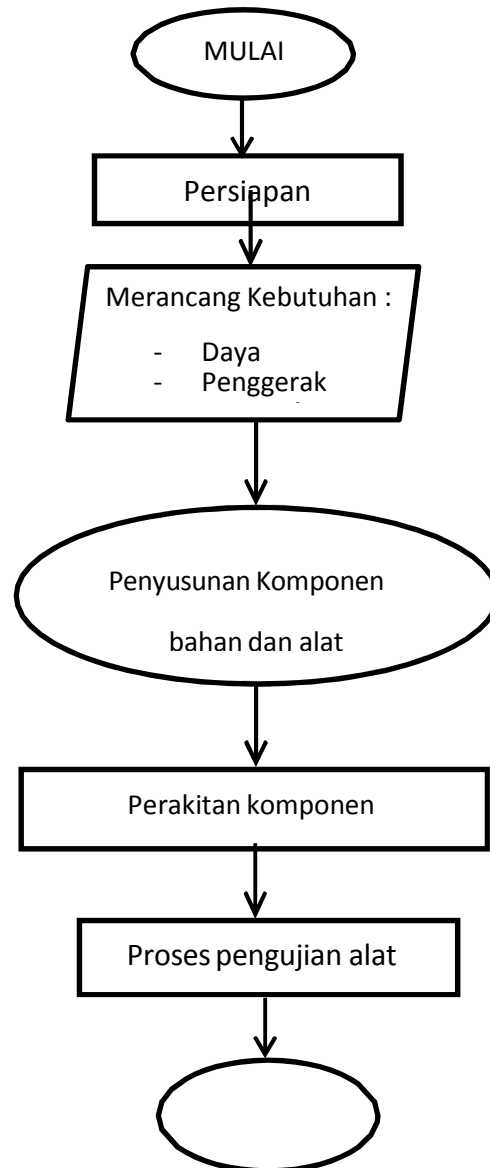 MULAI
Persiapan
Merancang Kebutuhan :
- Daya
- Penggerak
Penyusunan Komponen
bahan dan alat
Perakitan komponen
Proses pengujian alat